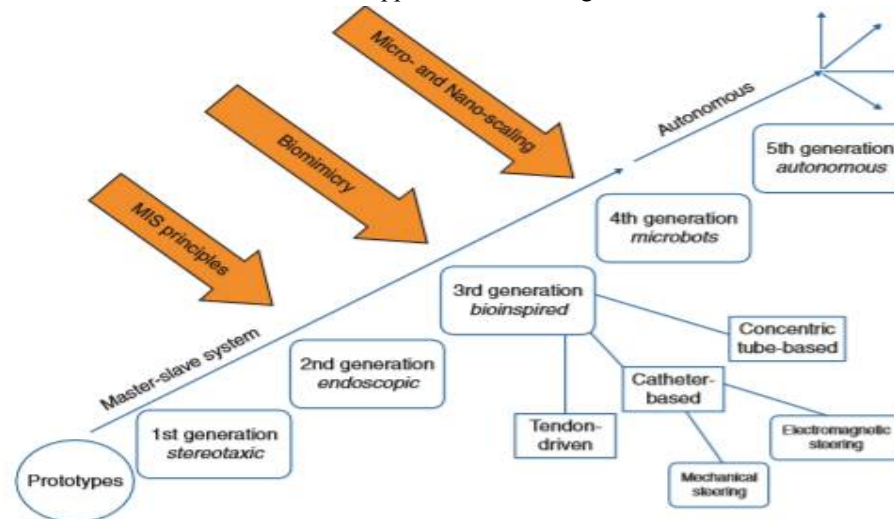 Micro- and Nano-scaling
Biomimicry
MIS principles
Master-slave system
Autonomous
Prototypes
1st generation
stereotaxic
2nd generation
endoscopic
3rd generation
bioinspired
4th generation
microbots
5th generation
autonomous
Tendon-
driven
Catheter-
based
Concentric
tube-based
Mechanical
steering
Electromagnetic
steering